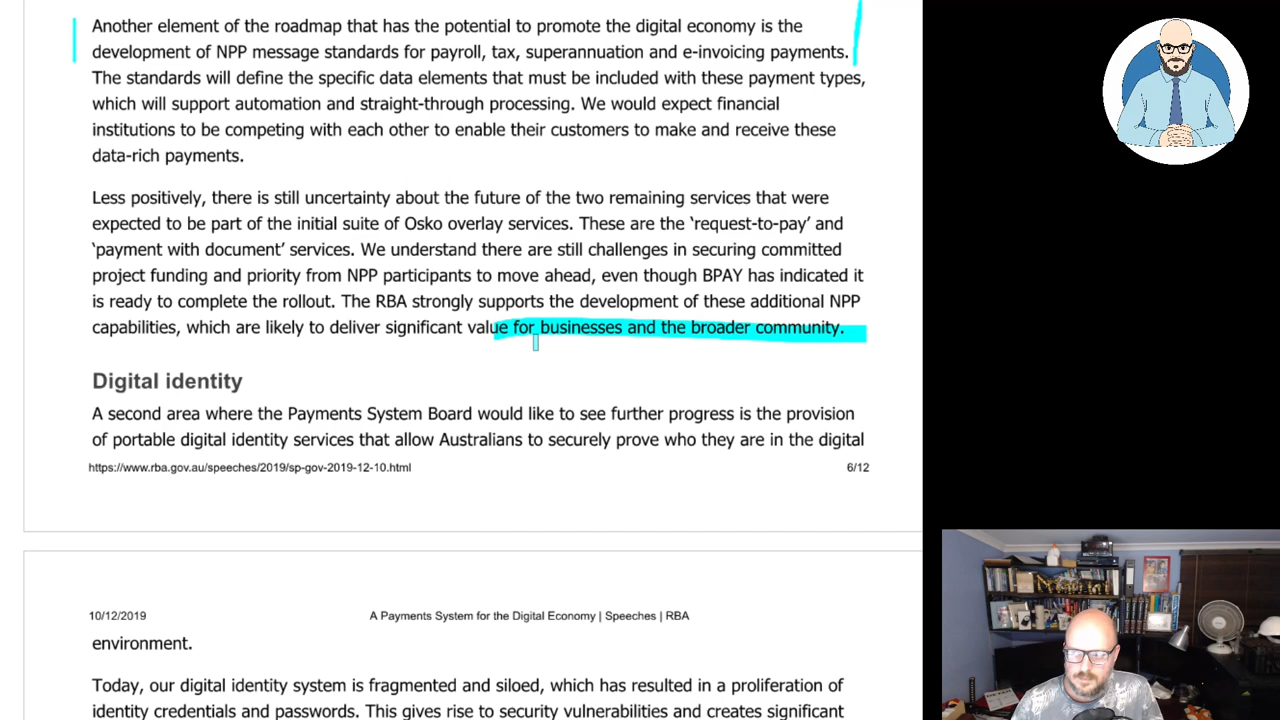 Another element of the roadmap that has the potential to promote the digital economy is the
development of NPP message standards for payroll, tax, superannuation and e-invoicing payments.
The standards will define the specific data elements that must be included with these payment types,
which will support automation and straight-through processing. We would expect financial
institutions to be competing with each other to enable their customers to make and receive these
data-rich payments.
Less positively, there is still uncertainty about the future of the two remaining services that were
expected to be part of the initial suite of Osko overlay services. These are the ‘request-to-pay’ and
‘payment with document’ services. We understand there are still challenges in securing committed
project funding and priority from NPP participants to move ahead, even though BPAY has indicated it
is ready to complete the rollout. The RBA strongly supports the development of these additional NPP
capabilities, which are likely to deliver significant value for businesses and the broader community.
Digital identity
A second area where the Payments System Board would like to see further progress is the provision
of portable digital identity services that allow Australians to securely prove who they are in the digital
https://www.rba.gov.au/speeches/2019/sp-gov-2019-12-10.html 6/12
10/12/2019 A Payments System for the Digital Economy | Speeches | RBA
environment.
Today, our digital identity system is fragmented and siloed, which has resulted in a proliferation of
identity credentials and passwords. This gives rise to security vulnerabilities and creates significant